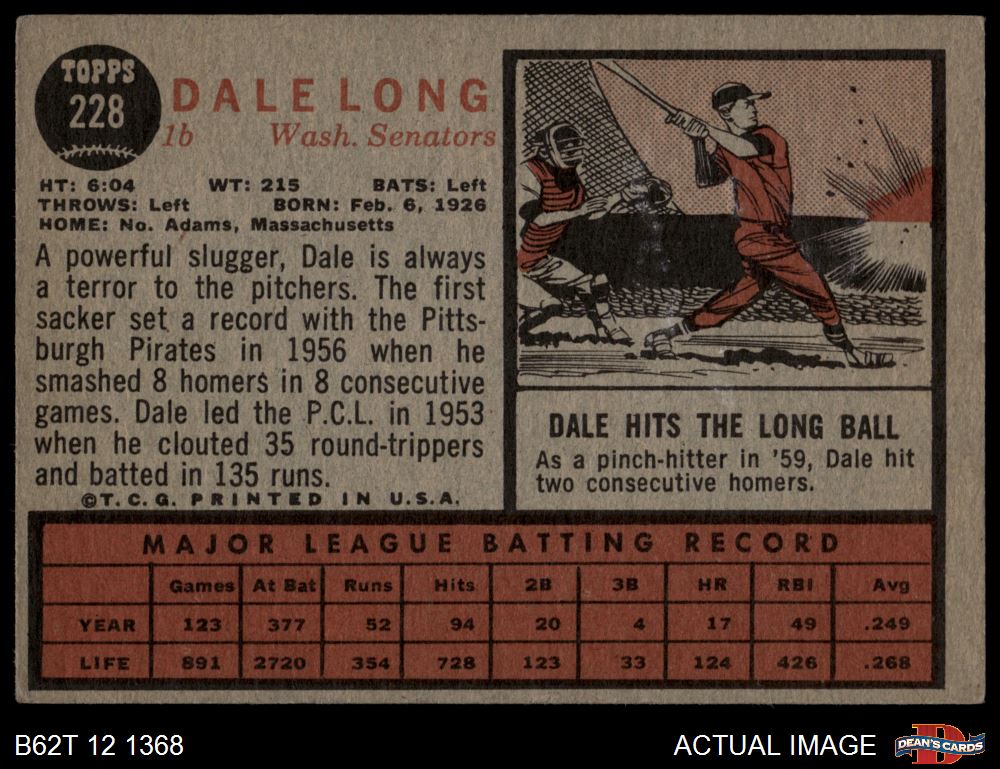 TOPPS
228
DALE LONG
1b Wash. Senators
HT: 6:04 WT: 215 BATS: Left
THROWS: Left BORN: Feb. 6, 1926
HOME: No. Adams, Massachusetts
A powerful slugger, Dale is always
a terror to the pitchers. The first
sacker set a record with the Pitts-
burgh Pirates in 1956 when he
smashed 8 homers in 8 consecutive
games. Dale led the P.C.L. in 1953
when he clouted 35 round-trippers
and batted in 135 runs.
©T.C.G. PRINTED IN U.S.A.
DALE HITS THE LONG BALL
As a pinch-hitter in '59, Dale hit
two consecutive homers.
MAJOR LEAGUE BATTING RECORD
Games At Bat Runs Hits 2B 3B HR RBI Avg
YEAR 123 377 52 94 20 4 17 49 .249
LIFE 891 2720 354 728 123 33 124 426 .268
B62T 12 1368
ACTUAL IMAGE
D
DEAN'S CARDS